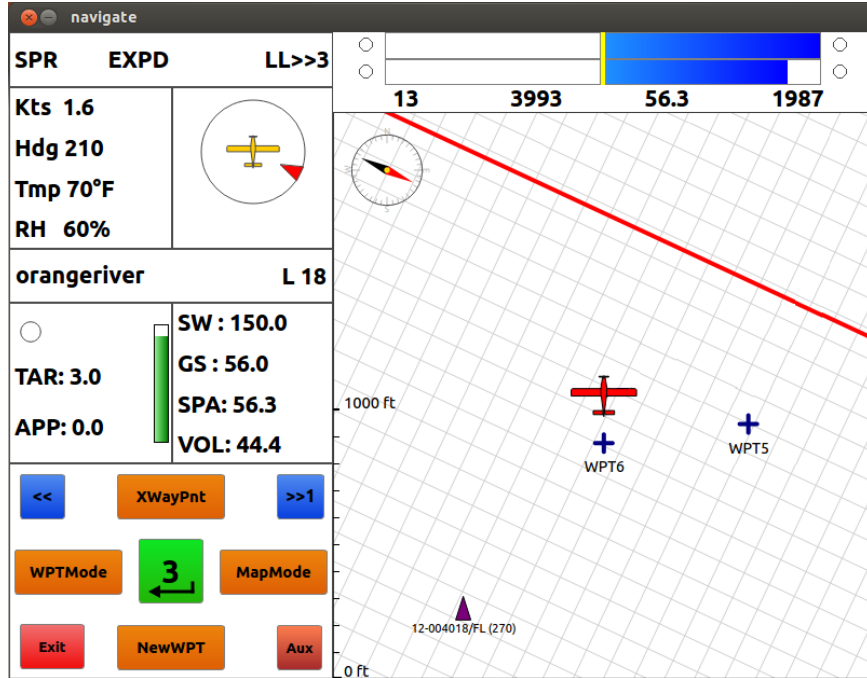 navigate
SPR EXPD LL>>3
13 3993 56.3 1987
Kts 1.6
Hdg 210
Tmp 70°F
RH 60%
N
E
S
W
orangeriver L 18
TAR: 3.0
APP: 0.0
SW : 150.0
GS : 56.0
SPA: 56.3
VOL: 44.4
<<
XWayPnt
>>1
WPTMode
3
MapMode
Exit
NewWPT
Aux
1000 ft
WPT6
WPT5
12-004018/FL (270)
0 ft